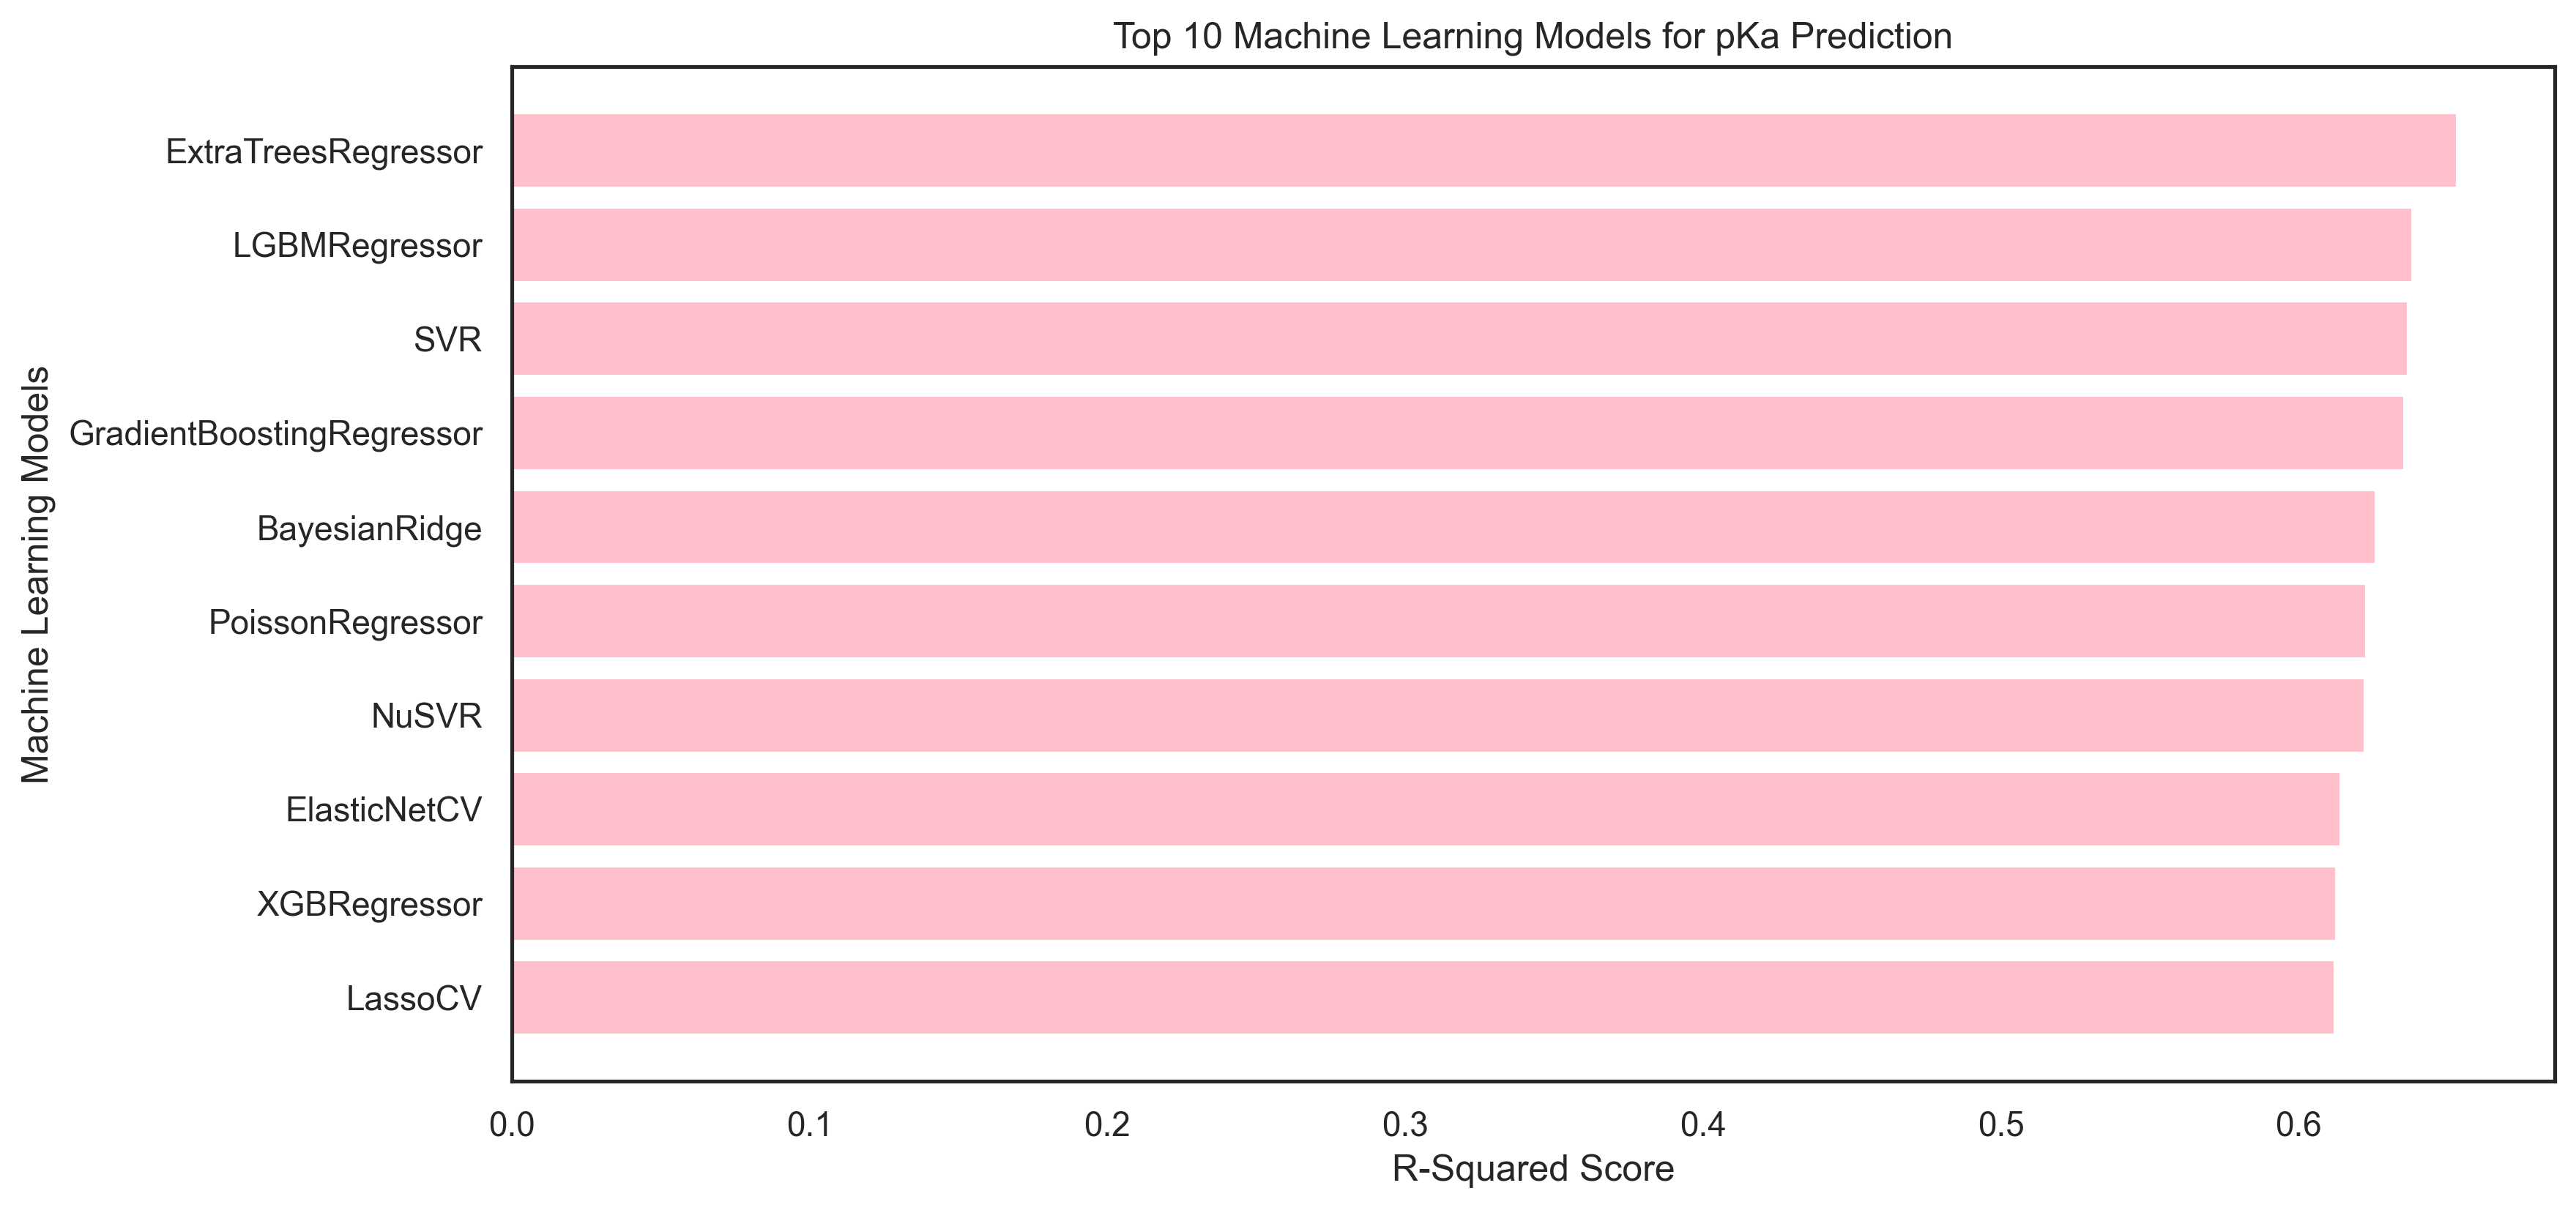 Top 10 Machine Learning Models for pKa Prediction
Machine Learning Models
ExtraTreesRegressor
LGBMRegressor
SVR
GradientBoostingRegressor
BayesianRidge
PoissonRegressor
NuSVR
ElasticNetCV
XGBRegressor
LassoCV
0.0 0.1 0.2 0.3 0.4 0.5 0.6
R-Squared Score